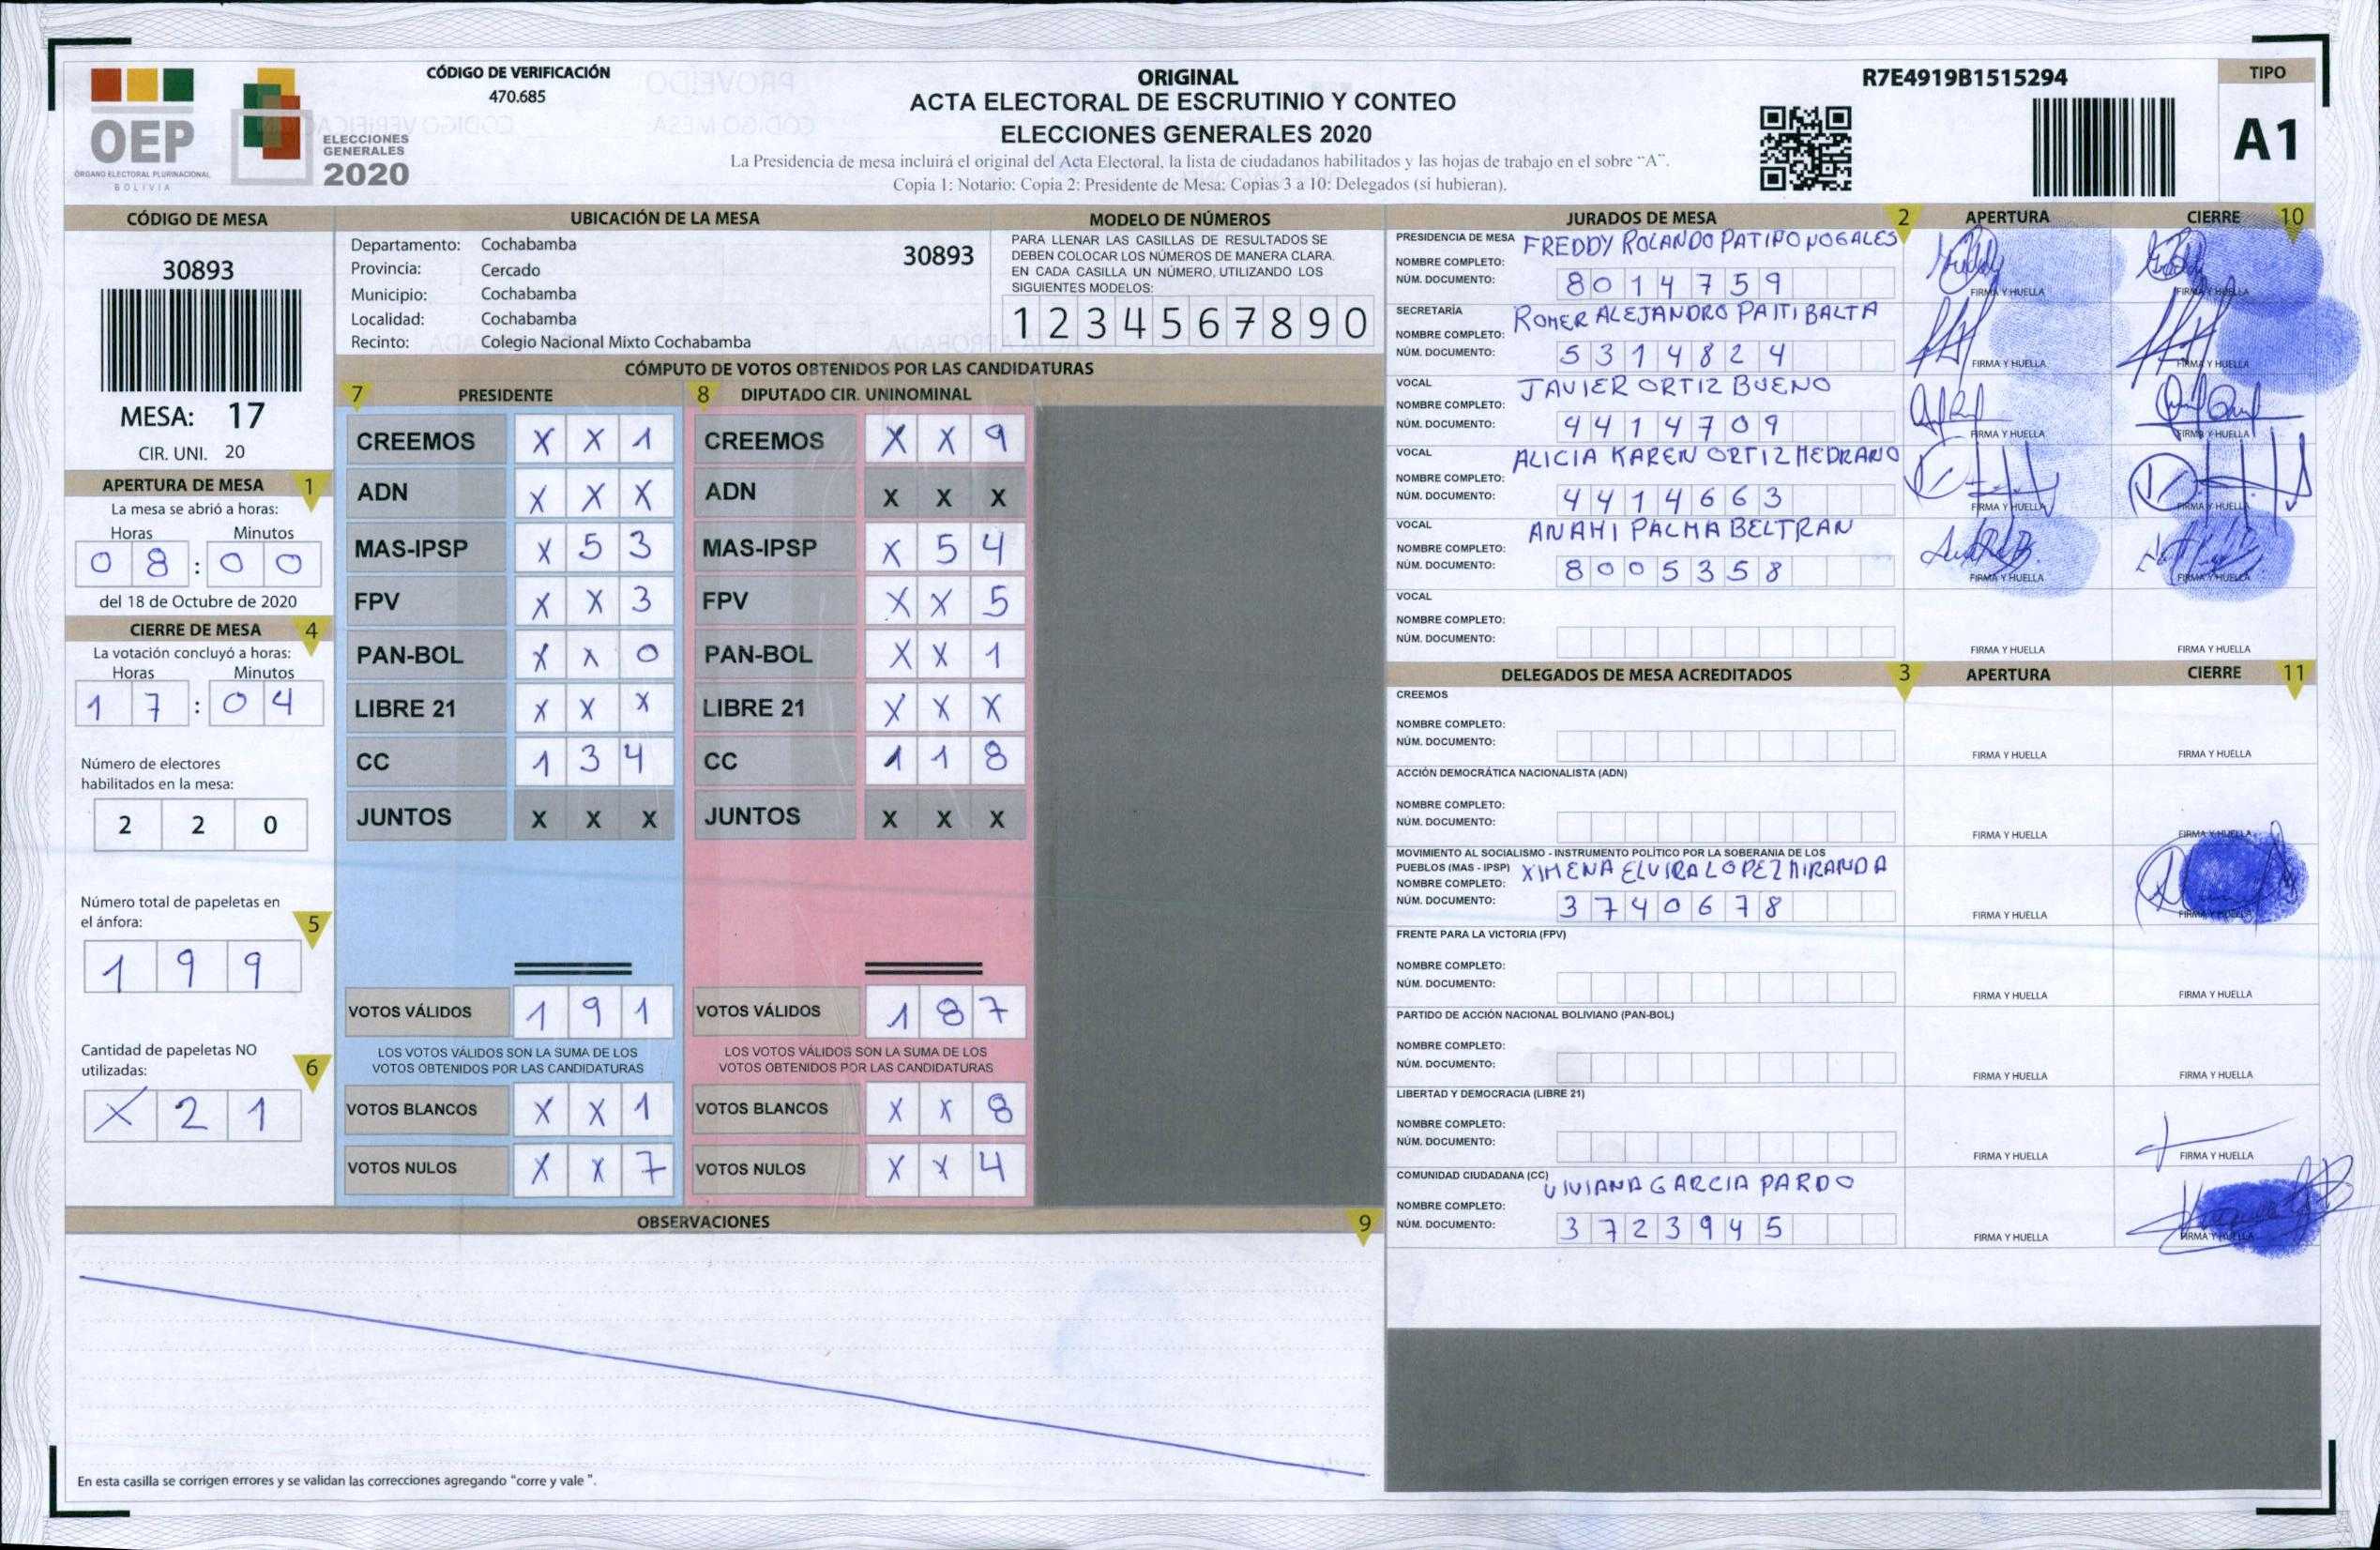 CÓDIGO DE VERIFICACIÓN
470.685
OEP
ÓRGANO ELECTORAL PLURINACIONAL
BOLIVIA
ELECCIONES
GENERALES
2020
ORIGINAL
ACTA ELECTORAL DE ESCRUTINIO Y CONTEO
ELECCIONES GENERALES 2020
La Presidencia de mesa incluirá el original del Acta Electoral, la lista de ciudadanos habilitados y las hojas de trabajo en el sobre "A".
Copia 1: Notario; Copia 2: Presidente de Mesa; Copias 3 a 10: Delegados (si hubieran).
R7E4919B1515294
TIPO
A1
CÓDIGO DE MESA
30893
MESA: 17
CIR. UNI. 20
APERTURA DE MESA 1
La mesa se abrió a horas:
Horas Minutos
0 8 : 0 0
del 18 de Octubre de 2020
CIERRE DE MESA 4
La votación concluyó a horas:
Horas Minutos
1 7 : 0 4
Número de electores
habilitados en la mesa:
2 2 0
Número total de papeletas en
el ánfora: 5
1 9 9
Cantidad de papeletas NO
utilizadas: 6
X 2 1
UBICACIÓN DE LA MESA
Departamento: Cochabamba 30893
Provincia: Cercado
Municipio: Cochabamba
Localidad: Cochabamba
Recinto: Colegio Nacional Mixto Cochabamba
MODELO DE NÚMEROS
PARA LLENAR LAS CASILLAS DE RESULTADOS SE
DEBEN COLOCAR LOS NÚMEROS DE MANERA CLARA.
EN CADA CASILLA UN NÚMERO, UTILIZANDO LOS
SIGUIENTES MODELOS:
1 2 3 4 5 6 7 8 9 0
CÓMPUTO DE VOTOS OBTENIDOS POR LAS CANDIDATURAS
7 PRESIDENTE
CREEMOS X X 1
ADN X X X
MAS-IPSP X 5 3
FPV X X 3
PAN-BOL X X 0
LIBRE 21 X X X
CC 1 3 4
JUNTOS X X X
VOTOS VÁLIDOS 1 9 1
LOS VOTOS VÁLIDOS SON LA SUMA DE LOS
VOTOS OBTENIDOS POR LAS CANDIDATURAS
VOTOS BLANCOS X X 1
VOTOS NULOS X X 7
8 DIPUTADO CIR. UNINOMINAL
CREEMOS X X 9
ADN X X X
MAS-IPSP X 5 4
FPV X X 5
PAN-BOL X X 1
LIBRE 21 X X X
CC 1 1 8
JUNTOS X X X
VOTOS VÁLIDOS 1 8 7
LOS VOTOS VÁLIDOS SON LA SUMA DE LOS
VOTOS OBTENIDOS POR LAS CANDIDATURAS
VOTOS BLANCOS X X 8
VOTOS NULOS X X 4
OBSERVACIONES 9
En esta casilla se corrigen errores y se validan las correcciones agregando "corre y vale ".
JURADOS DE MESA 2 APERTURA CIERRE 10
PRESIDENCIA DE MESA FREDDY ROLANDO PATIÑO NOGALES
NOMBRE COMPLETO:
NÚM. DOCUMENTO: 8014759
FIRMA Y HUELLA FIRMA Y HUELLA
SECRETARÍA ROMER ALEJANDRO PAITI BALTA
NOMBRE COMPLETO:
NÚM. DOCUMENTO: 5314824
FIRMA Y HUELLA FIRMA Y HUELLA
VOCAL JAVIER ORTIZ BUENO
NOMBRE COMPLETO:
NÚM. DOCUMENTO: 4414709
FIRMA Y HUELLA FIRMA Y HUELLA
VOCAL ALICIA KAREN ORTIZ MEDRANO
NOMBRE COMPLETO:
NÚM. DOCUMENTO: 4414663
FIRMA Y HUELLA FIRMA Y HUELLA
VOCAL ANAHI PALMA BELTRAN
NOMBRE COMPLETO:
NÚM. DOCUMENTO: 8005358
FIRMA Y HUELLA FIRMA Y HUELLA
VOCAL
NOMBRE COMPLETO:
NÚM. DOCUMENTO:
FIRMA Y HUELLA FIRMA Y HUELLA
DELEGADOS DE MESA ACREDITADOS 3 APERTURA CIERRE 11
CREEMOS
NOMBRE COMPLETO:
NÚM. DOCUMENTO:
FIRMA Y HUELLA FIRMA Y HUELLA
ACCIÓN DEMOCRÁTICA NACIONALISTA (ADN)
NOMBRE COMPLETO:
NÚM. DOCUMENTO:
FIRMA Y HUELLA FIRMA Y HUELLA
MOVIMIENTO AL SOCIALISMO - INSTRUMENTO POLÍTICO POR LA SOBERANIA DE LOS
PUEBLOS (MAS - IPSP) XIMENA ELVIRA LOPEZ MIRANDA
NOMBRE COMPLETO:
NÚM. DOCUMENTO: 3740678
FIRMA Y HUELLA FIRMA Y HUELLA
FRENTE PARA LA VICTORIA (FPV)
NOMBRE COMPLETO:
NÚM. DOCUMENTO:
FIRMA Y HUELLA FIRMA Y HUELLA
PARTIDO DE ACCIÓN NACIONAL BOLIVIANO (PAN-BOL)
NOMBRE COMPLETO:
NÚM. DOCUMENTO:
FIRMA Y HUELLA FIRMA Y HUELLA
LIBERTAD Y DEMOCRACIA (LIBRE 21)
NOMBRE COMPLETO:
NÚM. DOCUMENTO:
FIRMA Y HUELLA FIRMA Y HUELLA
COMUNIDAD CIUDADANA (CC) VIVIANA GARCIA PARDO
NOMBRE COMPLETO:
NÚM. DOCUMENTO: 3723945
FIRMA Y HUELLA FIRMA Y HUELLA